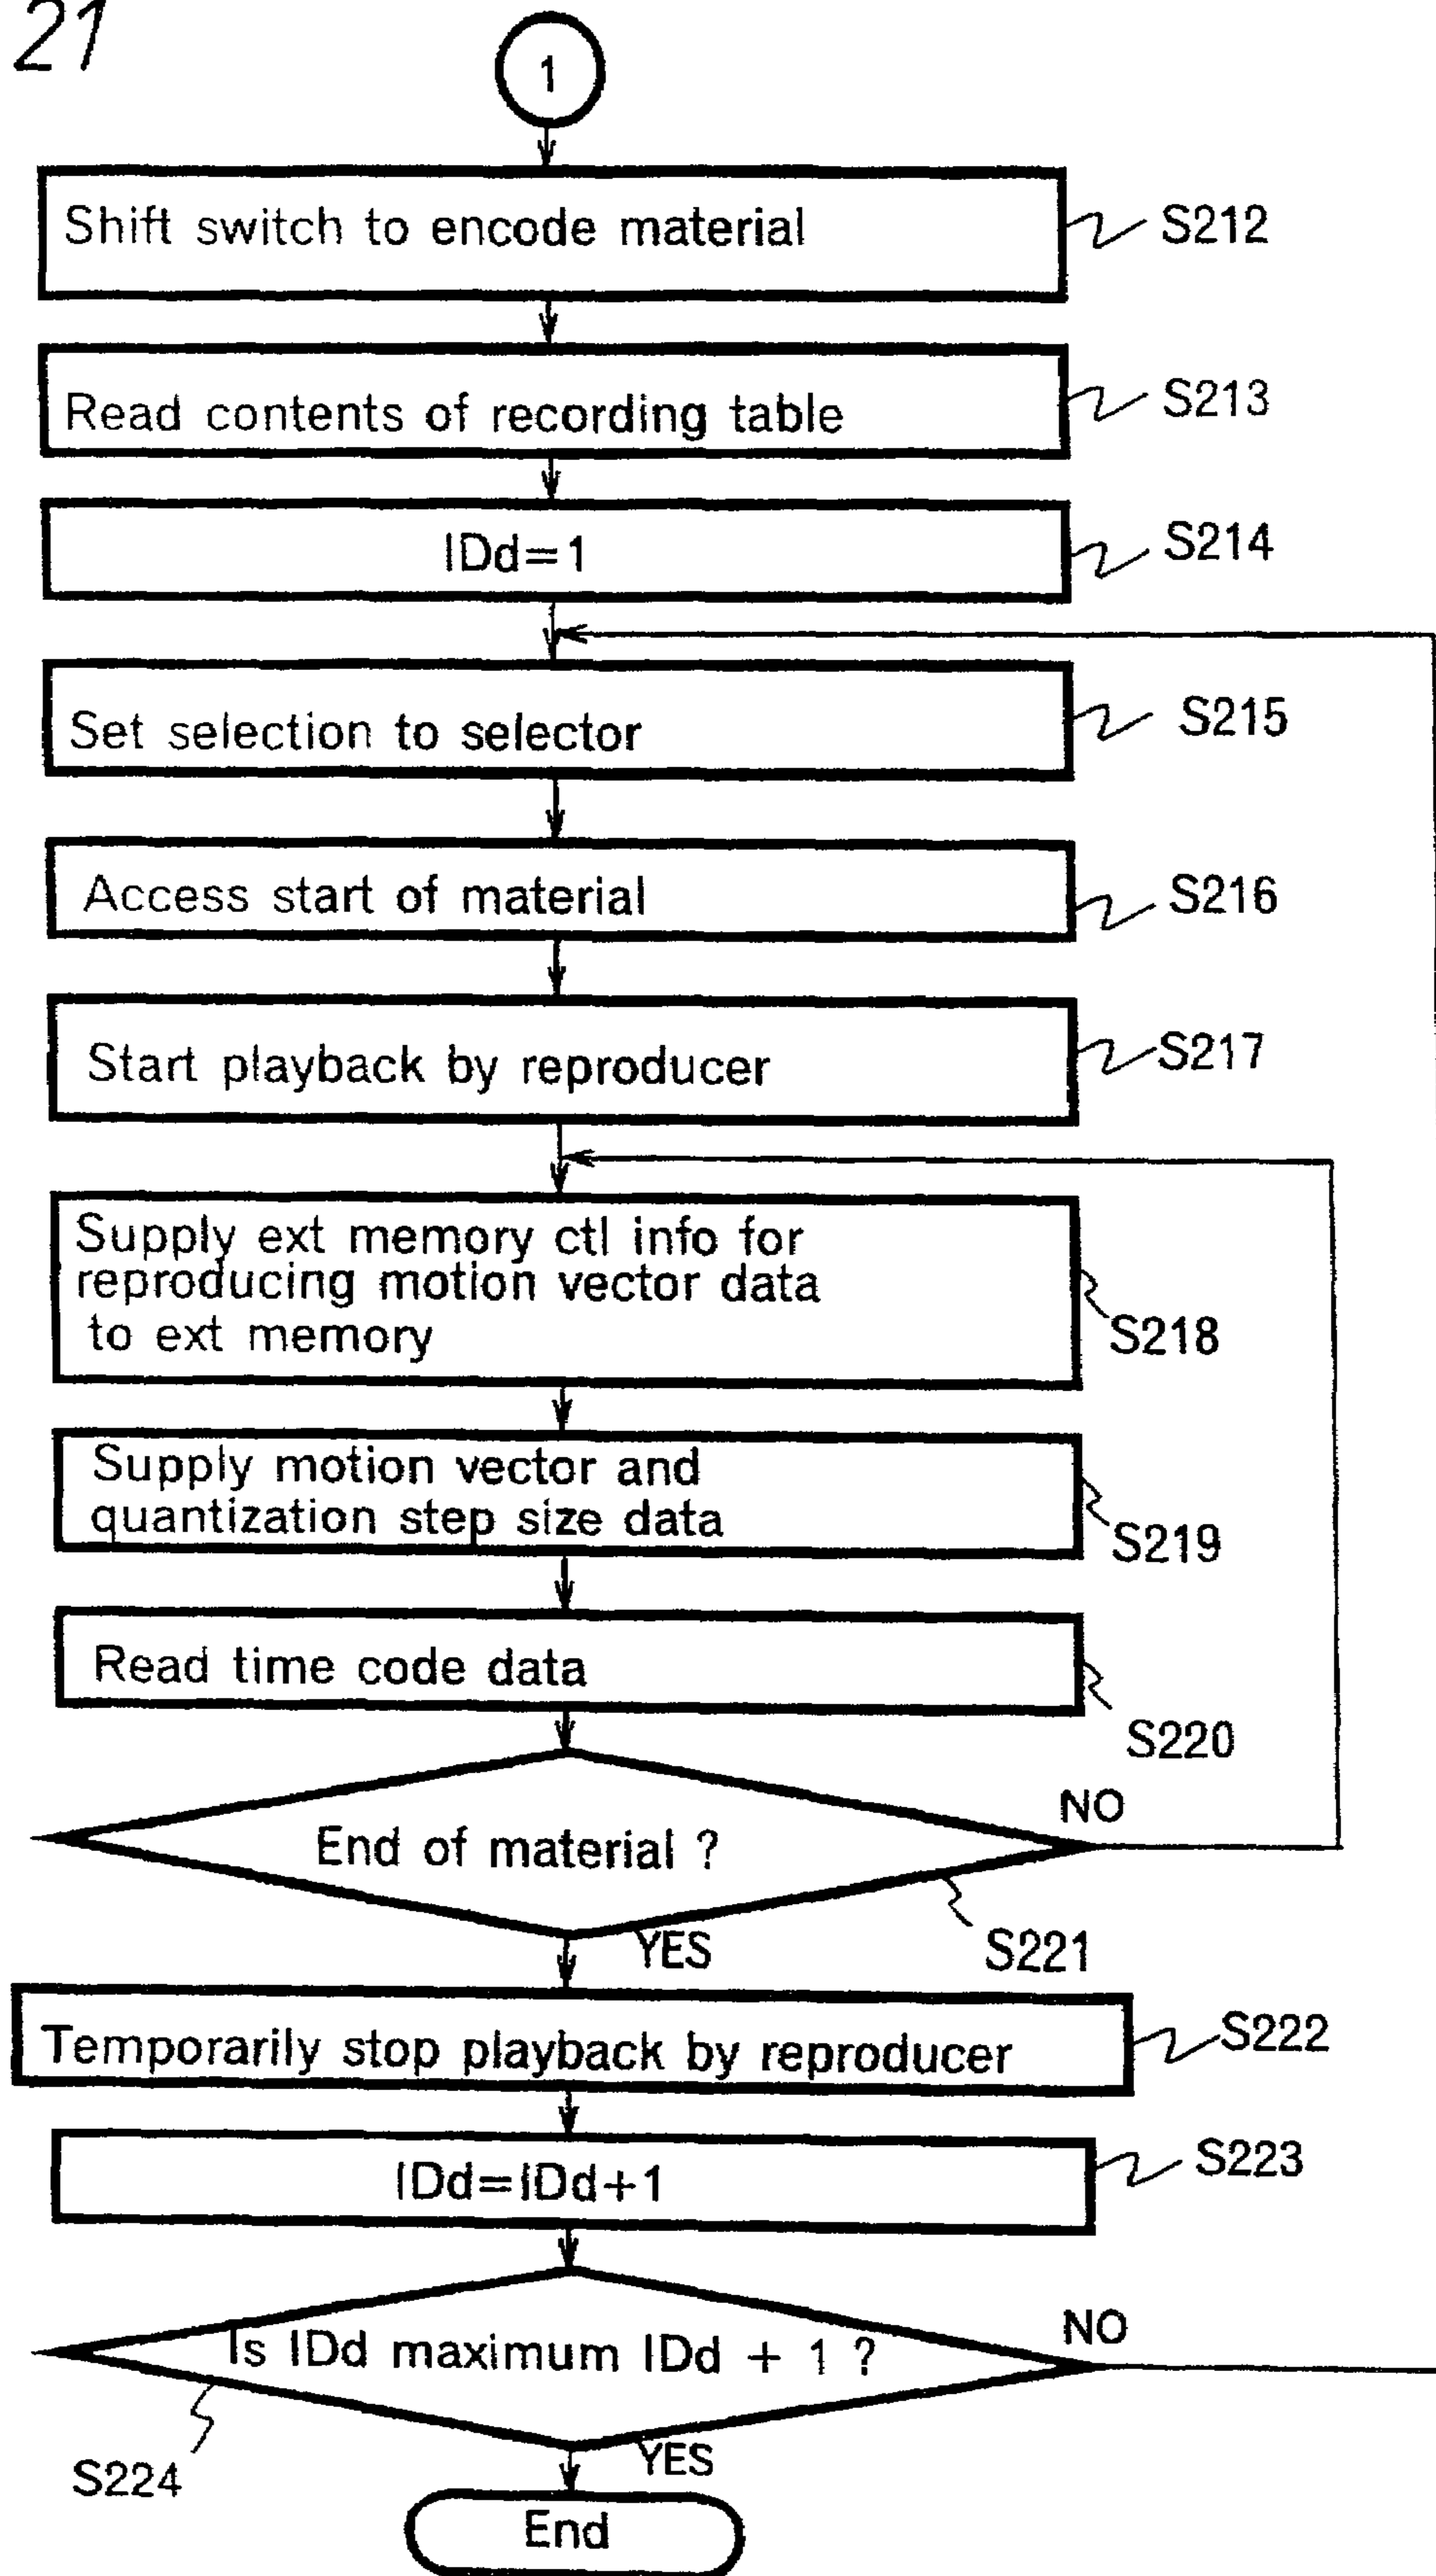 21
1
Shift switch to encode material
S212
Read contents of recording table
S213
IDd=1
S214
Set selection to selector
S215
Access start of material
S216
Start playback by reproducer
S217
Supply ext memory ctl info for
reproducing motion vector data
to ext memory
S218
Supply motion vector and
quantization step size data
S219
Read time code data
S220
End of material ?
NO
S221
YES
Temporarily stop playback by reproducer
S222
IDd=IDd+1
S223
Is IDd maximum IDd + 1 ?
NO
S224
YES
End